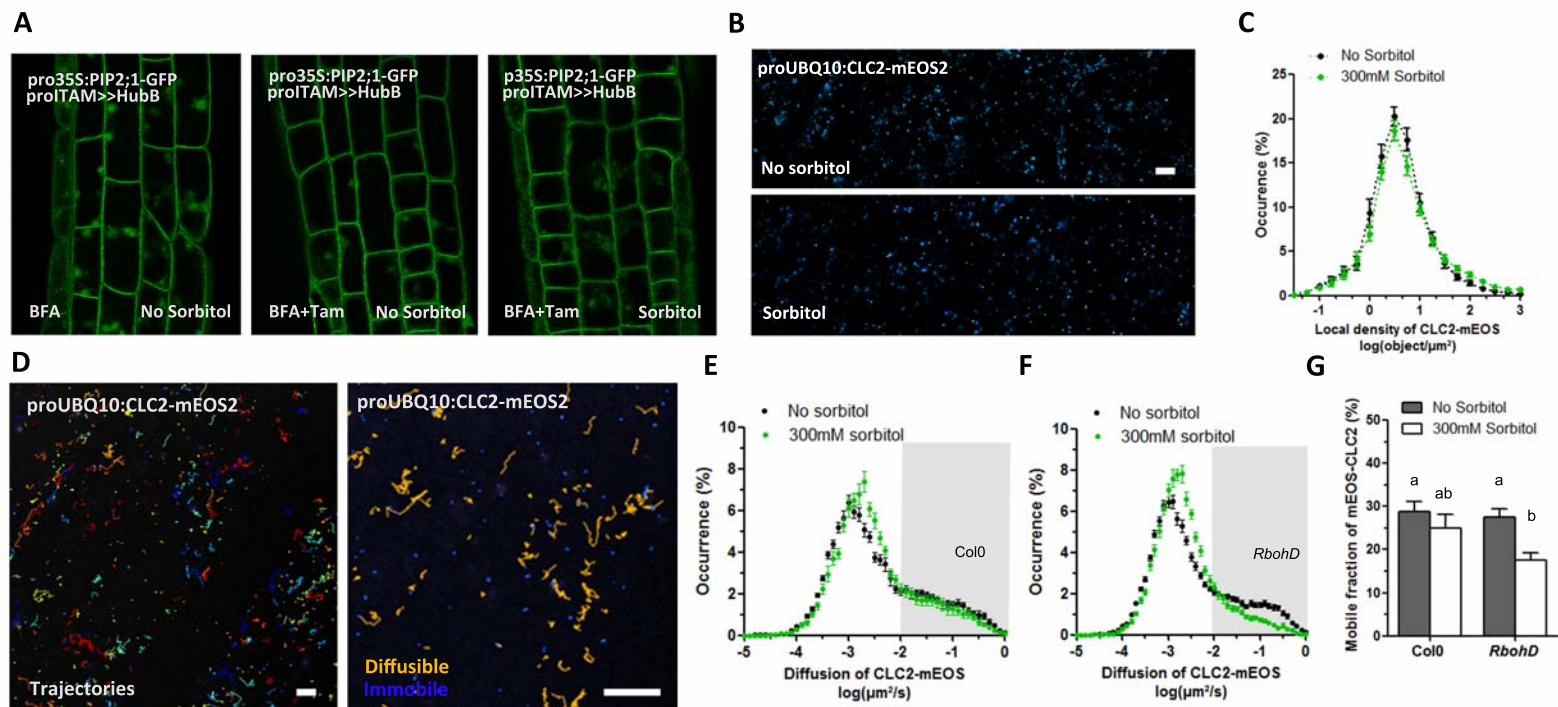 A
pro35S:PIP2;1-GFP
proITAM>>HubB
BFA
No Sorbitol
pro35S:PIP2;1-GFP
proITAM>>HubB
BFA+Tam
No Sorbitol
p35S:PIP2;1-GFP
proITAM>>HubB
BFA+Tam
Sorbitol
B
proUBQ10:CLC2-mEOS2
No sorbitol
Sorbitol
C
No Sorbitol
300mM Sorbitol
Occurrence (%)
25
20
15
10
5
0
-1 0 1 2 3
Local density of CLC2-mEOS
log(object/µm²)
D
proUBQ10:CLC2-mEOS2
Trajectories
proUBQ10:CLC2-mEOS2
Diffusible
Immobile
E
No sorbitol
300mM sorbitol
Occurrence (%)
10
8
6
4
2
0
Col0
-5 -4 -3 -2 -1 0
Diffusion of CLC2-mEOS
log(µm²/s)
F
No sorbitol
300mM sorbitol
Occurrence (%)
10
8
6
4
2
0
RbohD
-5 -4 -3 -2 -1 0
Diffusion of CLC2-mEOS
log(µm²/s)
G
No Sorbitol
300mM Sorbitol
Mobile fraction of mEOS-CLC2 (%)
50
40
30
20
10
0
a ab a b
Col0 RbohD